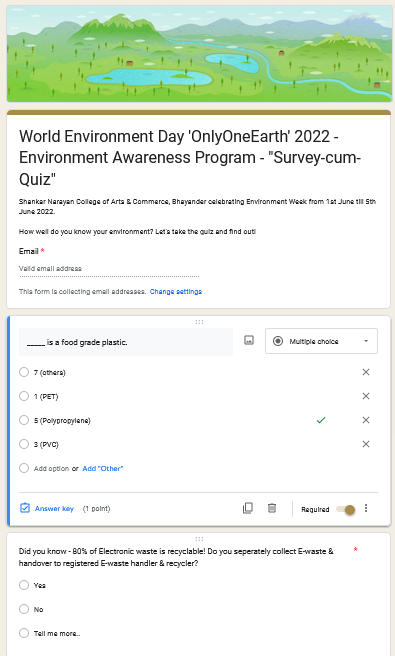 World Environment Day 'OnlyOneEarth' 2022 -
Environment Awareness Program - "Survey-cum-
Quiz"
Shankar Narayan College of Arts & Commerce, Bhayander celebrating Environment Week from 1st June till 5th
June 2022.
How well do you know your environment? Let's take the quiz and find out!
Email *
Valid email address
This form is collecting email addresses. Change settings
_____ is a food grade plastic.
Multiple choice
7 (others)
1 (PET)
5 (Polypropylene)
3 (PVC)
Add option or Add "Other"
Answer key (1 point)
Required
Did you know - 80% of Electronic waste is recyclable! Do you seperately collect E-waste & *
handover to registered E-waste handler & recycler?
Yes
No
Tell me more..